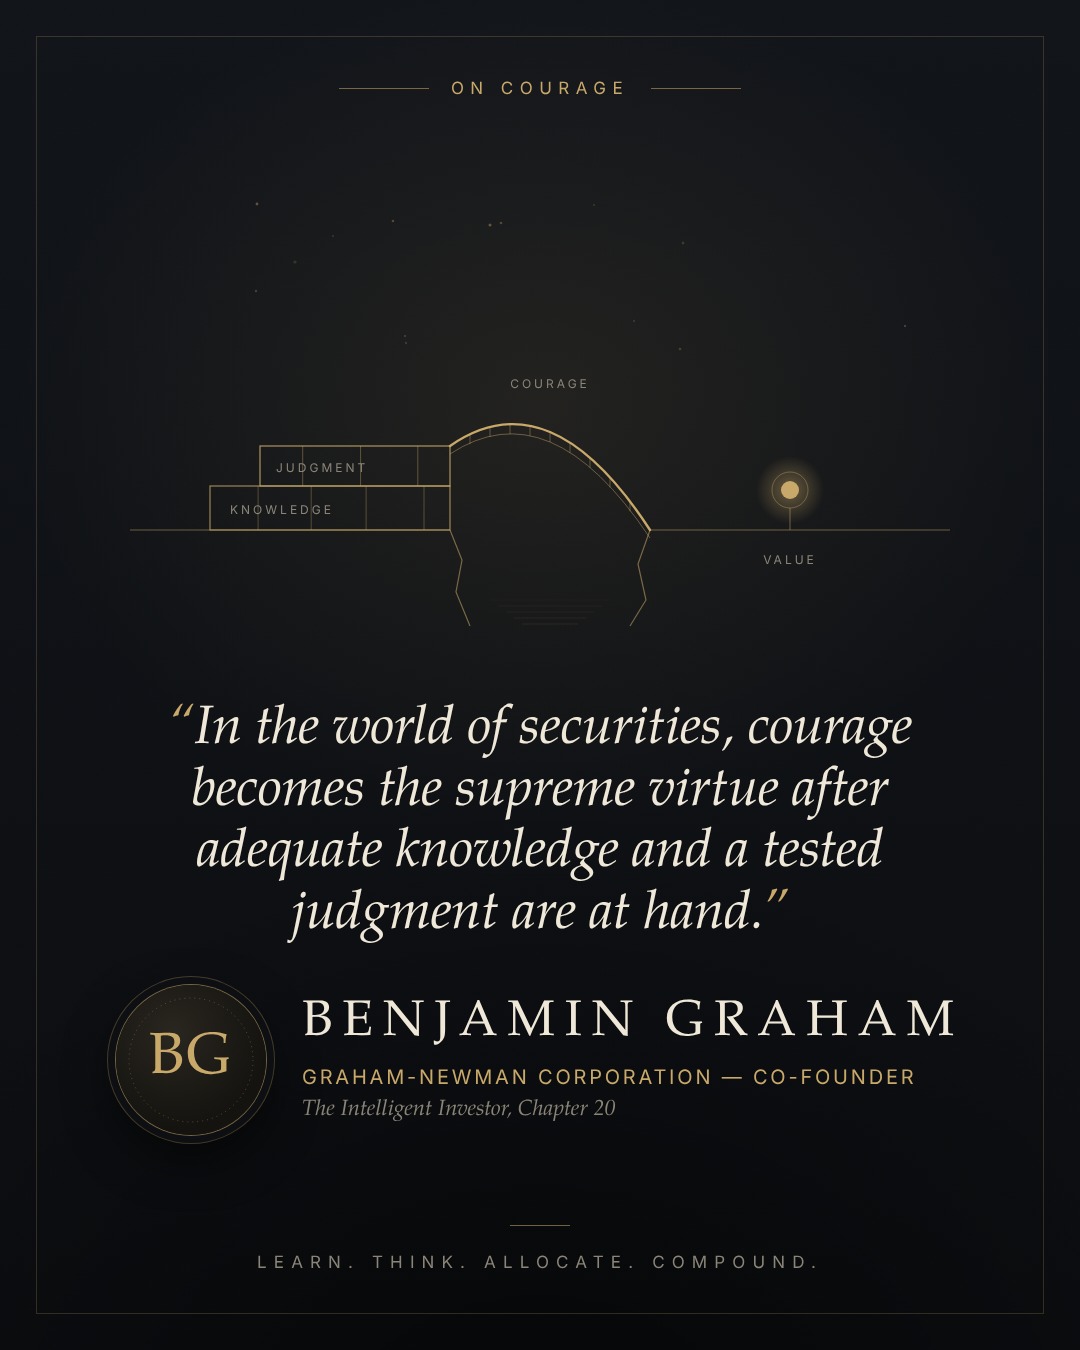 ON COURAGE
COURAGE
JUDGMENT
KNOWLEDGE
VALUE
“In the world of securities, courage
becomes the supreme virtue after
adequate knowledge and a tested
judgment are at hand.”
BG
BENJAMIN GRAHAM
GRAHAM-NEWMAN CORPORATION — CO-FOUNDER
The Intelligent Investor, Chapter 20
LEARN. THINK. ALLOCATE. COMPOUND.